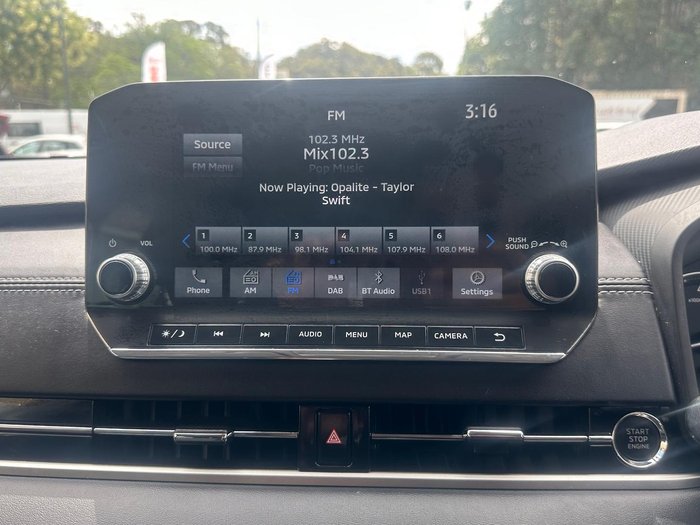 FM
3:16
Source
102.3 MHz
Mix102.3
FM Menu
Pop Music
Now Playing: Opalite - Taylor
Swift
1 2 3 4 5 6
100.0 MHz 87.9 MHz 98.1 MHz 104.1 MHz 107.9 MHz 108.0 MHz
VOL
PUSH
SOUND
Phone AM FM DAB BT Audio USB1 Settings
AUDIO MENU MAP CAMERA
START
STOP
ENGINE